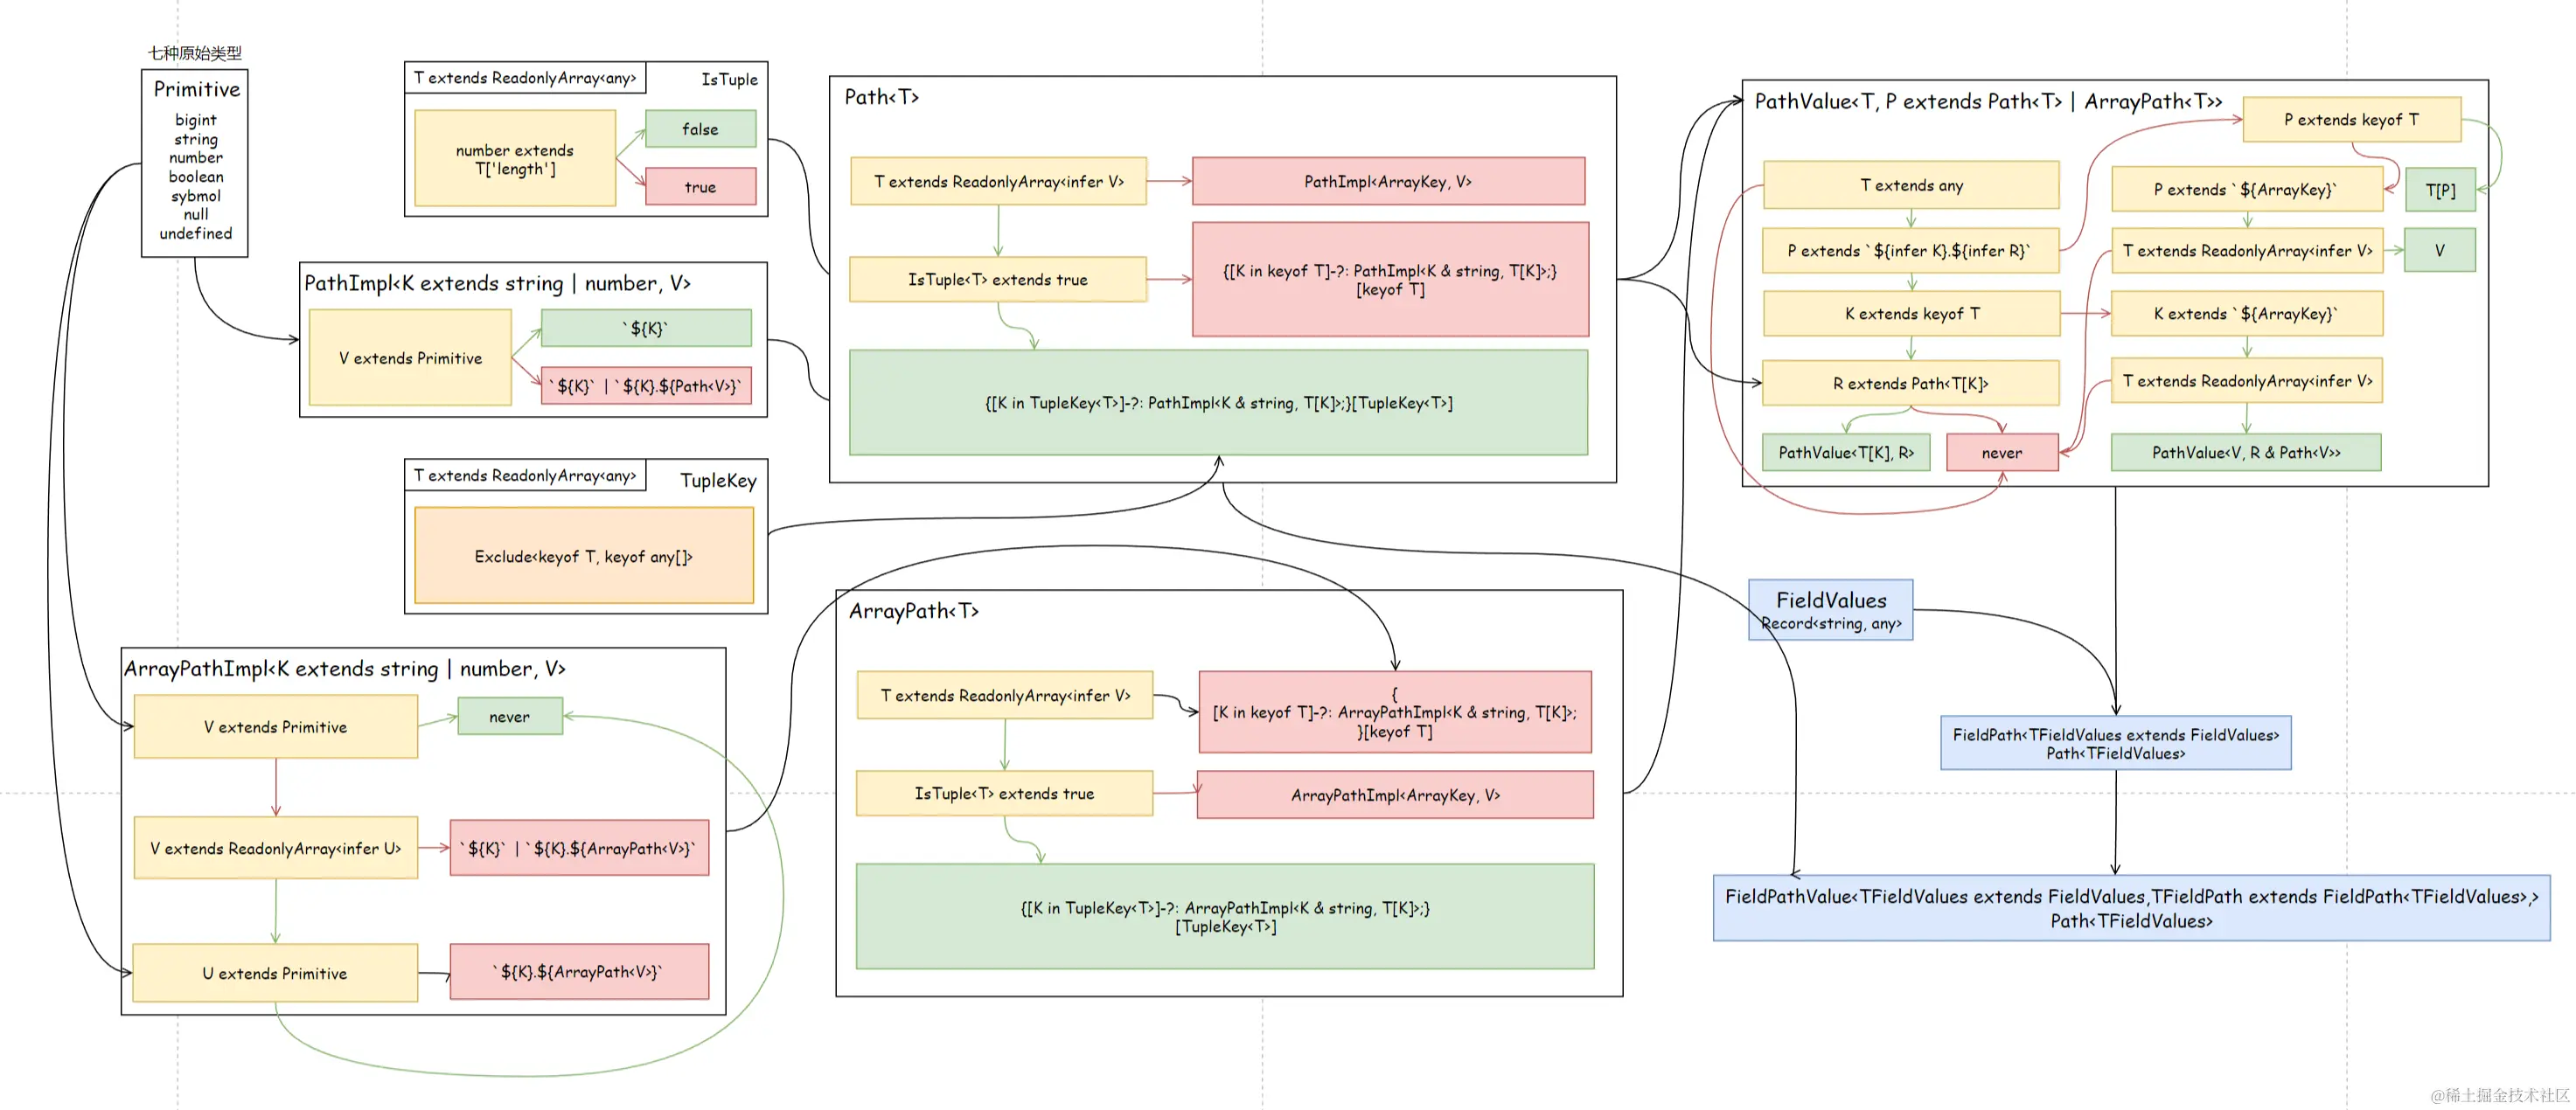 七种原始类型
Primitive
bigint
string
number
boolean
sybmol
null
undefined
T extends ReadonlyArray<any>
IsTuple
number extends
T['length']
false
true
PathImpl<K extends string | number, V>
V extends Primitive
`${K}`
`${K}` | `${K}.${Path<V>}`
T extends ReadonlyArray<any>
TupleKey
Exclude<keyof T, keyof any[]>
ArrayPathImpl<K extends string | number, V>
V extends Primitive
never
V extends ReadonlyArray<infer U>
`${K}` | `${K}.${ArrayPath<V>}`
U extends Primitive
`${K}.${ArrayPath<V>}`
Path<T>
T extends ReadonlyArray<infer V>
PathImpl<ArrayKey, V>
IsTuple<T> extends true
{[K in keyof T]-?: PathImpl<K & string, T[K]>;}
[keyof T]
{[K in TupleKey<T>]-?: PathImpl<K & string, T[K]>;}[TupleKey<T>]
ArrayPath<T>
T extends ReadonlyArray<infer V>
{
[K in keyof T]-?: ArrayPathImpl<K & string, T[K]>;
}[keyof T]
IsTuple<T> extends true
ArrayPathImpl<ArrayKey, V>
{[K in TupleKey<T>]-?: ArrayPathImpl<K & string, T[K]>;}
[TupleKey<T>]
PathValue<T, P extends Path<T> | ArrayPath<T>>
P extends keyof T
T extends any
P extends `${ArrayKey}`
T[P]
P extends `${infer K}.${infer R}`
T extends ReadonlyArray<infer V>
V
K extends keyof T
K extends `${ArrayKey}`
R extends Path<T[K]>
T extends ReadonlyArray<infer V>
PathValue<T[K], R>
never
PathValue<V, R & Path<V>>
FieldValues
Record<string, any>
FieldPath<TFieldValues extends FieldValues>
Path<TFieldValues>
FieldPathValue<TFieldValues extends FieldValues,TFieldPath extends FieldPath<TFieldValues>,>
Path<TFieldValues>
@稀土掘金技术社区